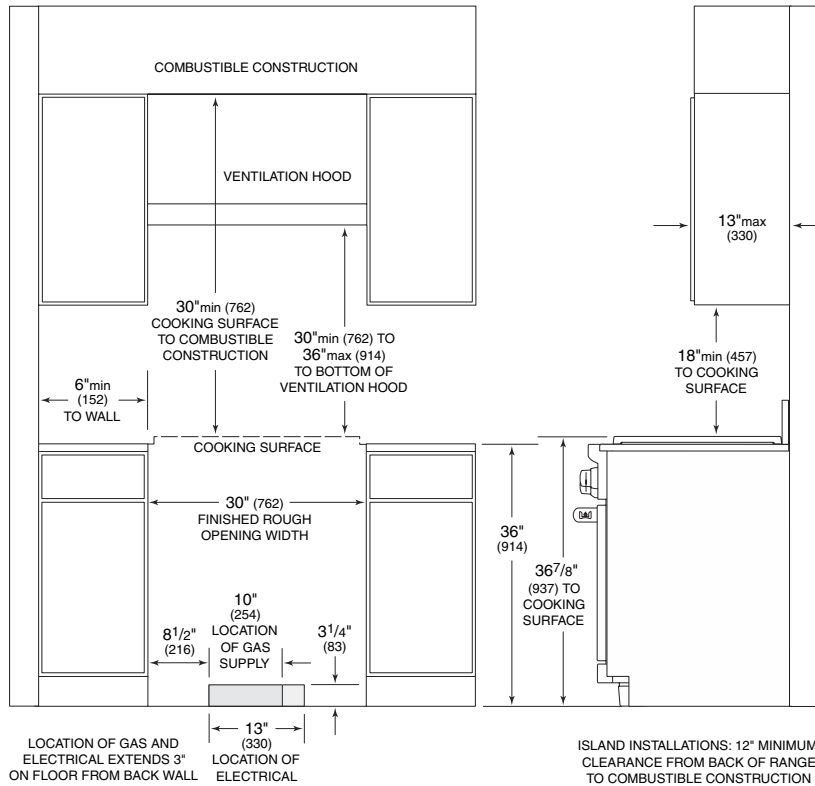 COMBUSTIBLE CONSTRUCTION
VENTILATION HOOD
13"max
(330)
30"min (762)
COOKING SURFACE
TO COMBUSTIBLE
CONSTRUCTION
30"min (762) TO
36"max (914)
TO BOTTOM OF
VENTILATION HOOD
18"min (457)
TO COOKING
SURFACE
6"min
(152)
TO WALL
COOKING SURFACE
30" (762)
FINISHED ROUGH
OPENING WIDTH
36"
(914)
36 7/8"
(937) TO
COOKING
SURFACE
10"
(254)
LOCATION
OF GAS
SUPPLY
8 1/2"
(216)
3 1/4"
(83)
13"
(330)
LOCATION OF
ELECTRICAL
LOCATION OF GAS AND
ELECTRICAL EXTENDS 3"
ON FLOOR FROM BACK WALL
ISLAND INSTALLATIONS: 12" MINIMUM
CLEARANCE FROM BACK OF RANGE
TO COMBUSTIBLE CONSTRUCTION